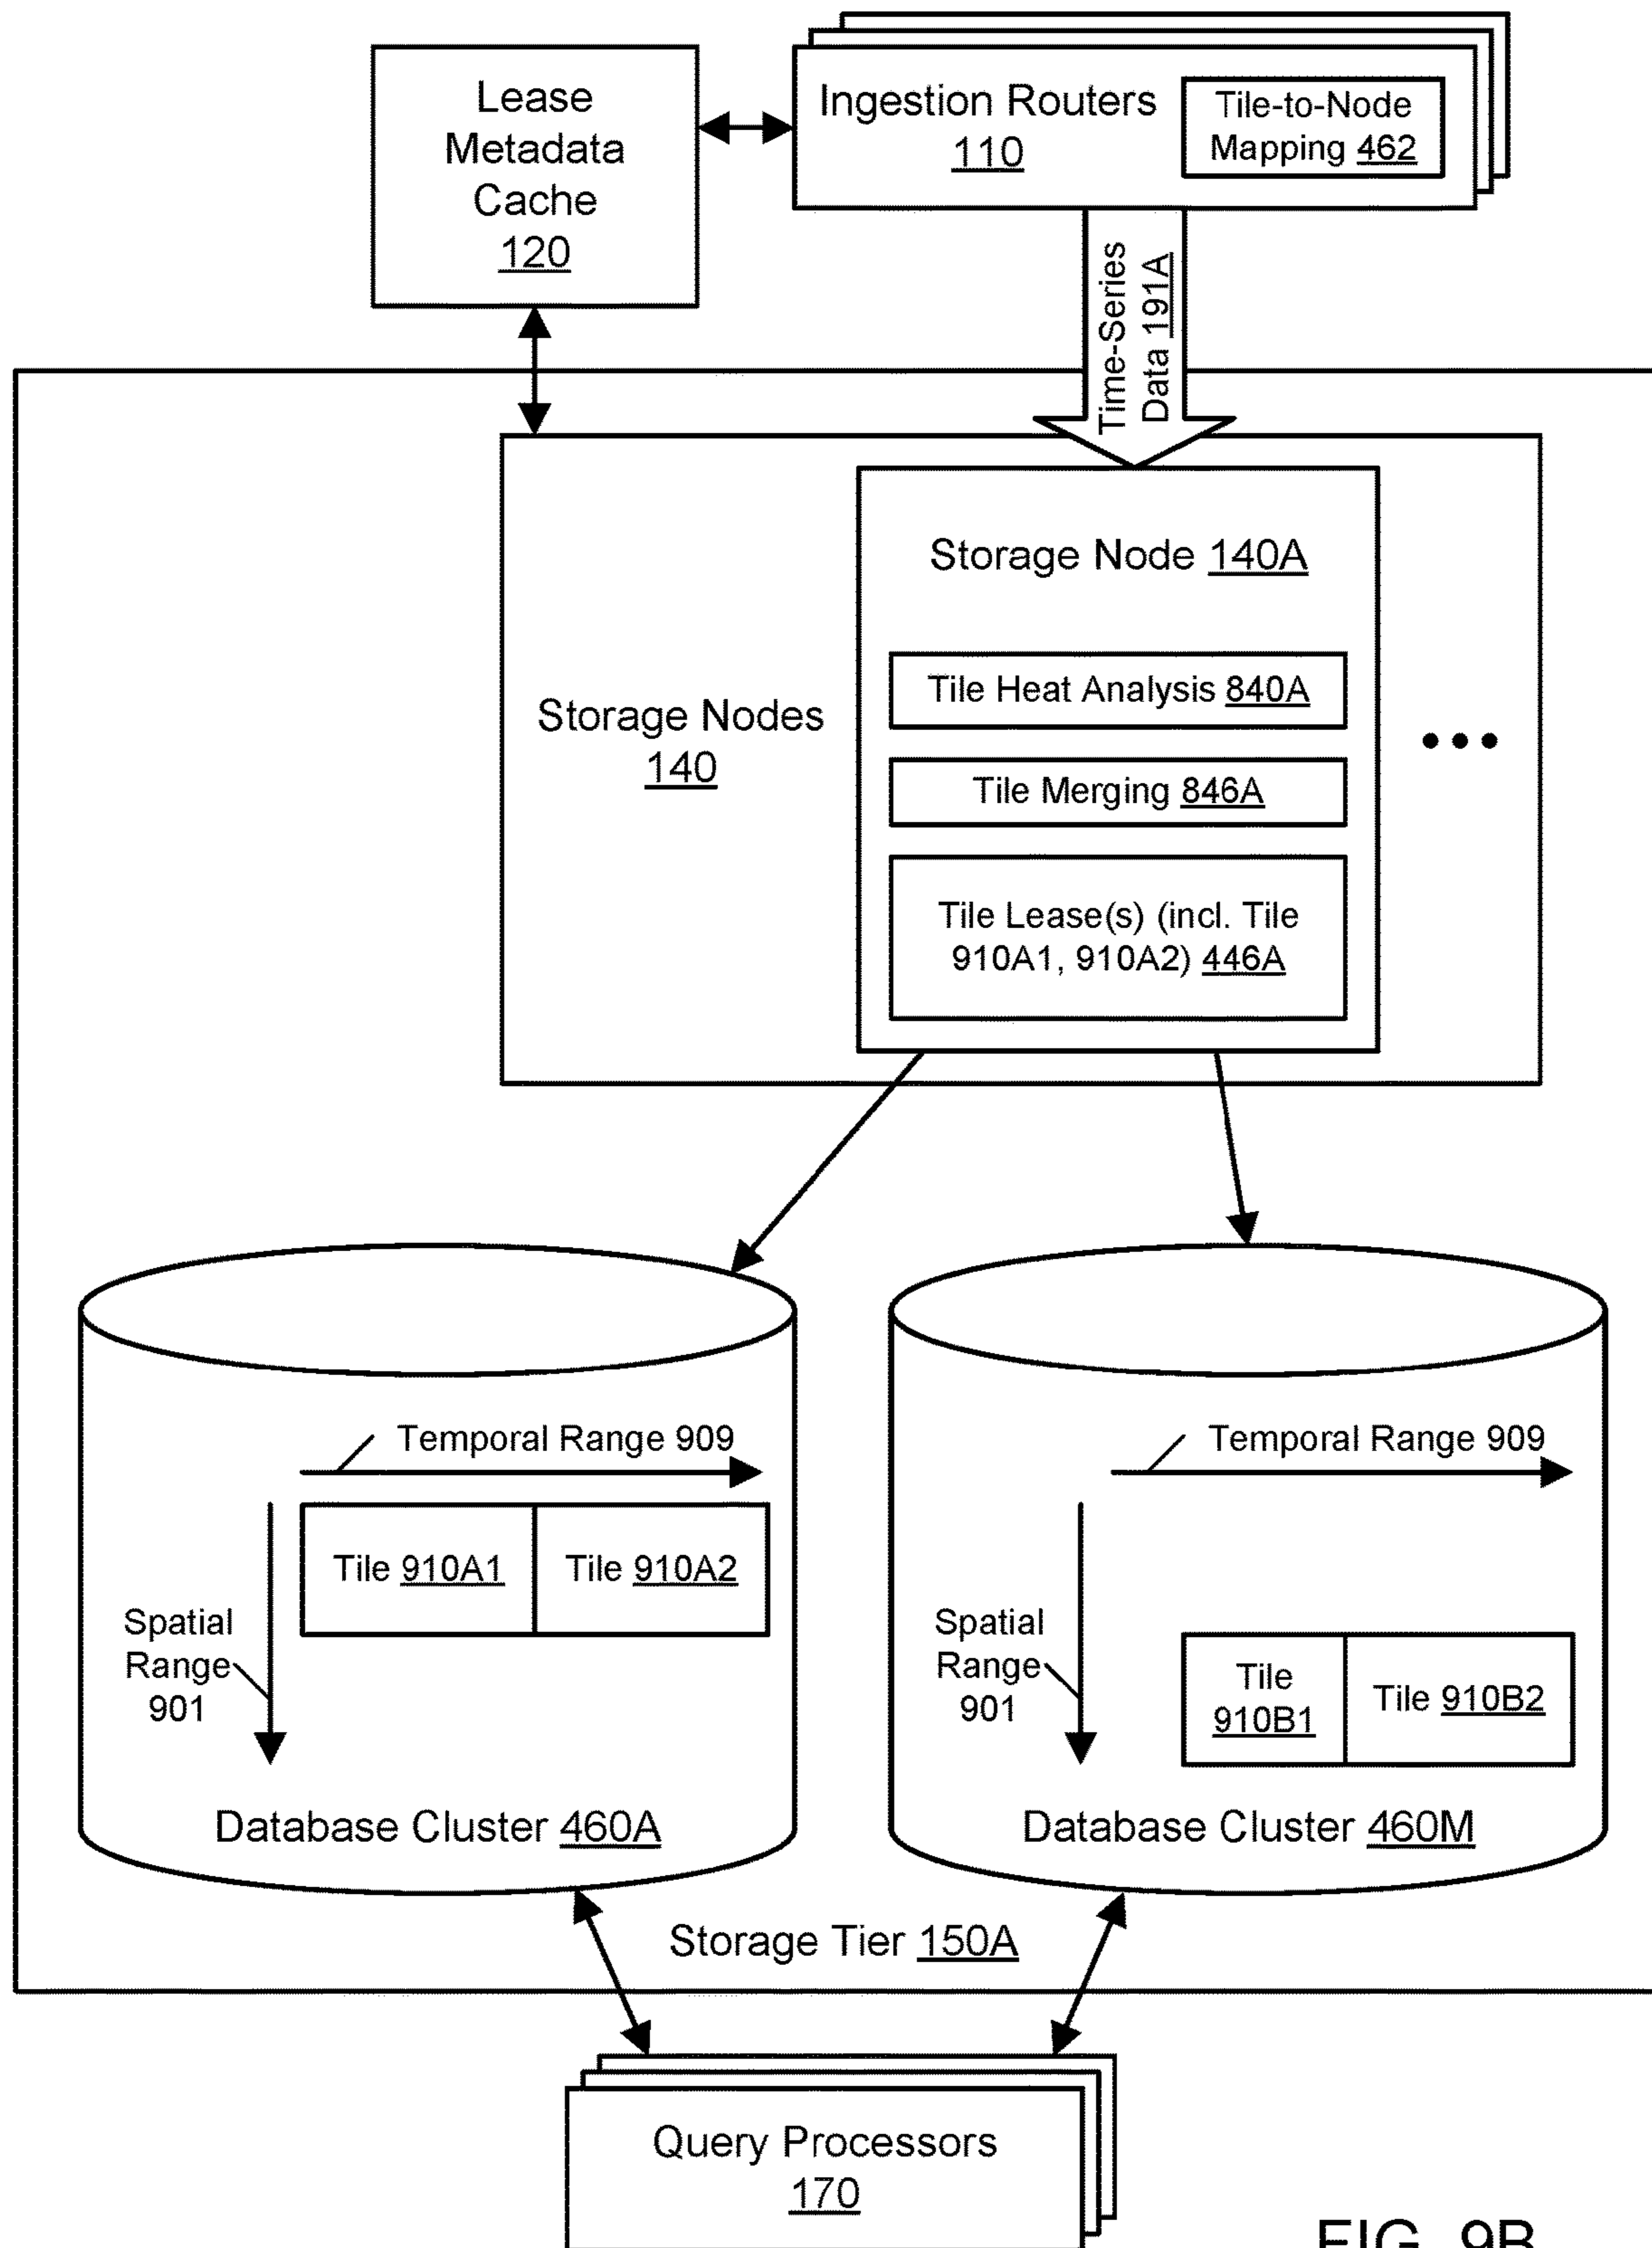 Lease
Metadata
Cache
120
Ingestion Routers
110
Tile-to-Node
Mapping 462
Time-Series
Data 191A
Storage Nodes
140
Storage Node 140A
Tile Heat Analysis 840A
Tile Merging 846A
Tile Lease(s) (incl. Tile
910A1, 910A2) 446A
Temporal Range 909
Tile 910A1
Tile 910A2
Spatial
Range
901
Database Cluster 460A
Temporal Range 909
Spatial
Range
901
Tile
910B1
Tile 910B2
Database Cluster 460M
Storage Tier 150A
Query Processors
170
FIG. 9B